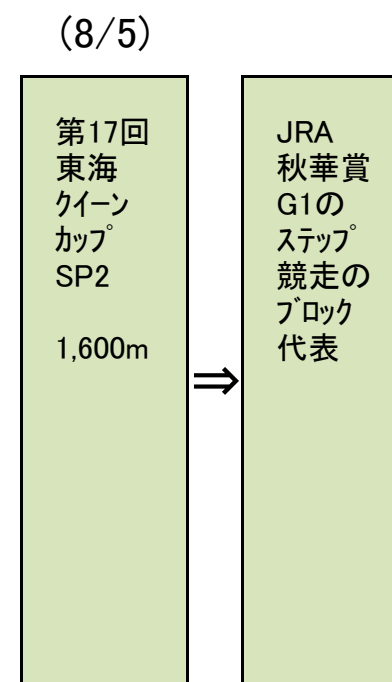 (8/5)
第17回
東海
クイーン
カップ
SP2
1,600m
⇒
JRA
秋華賞
G1の
ステップ
競走の
ブロック
代表